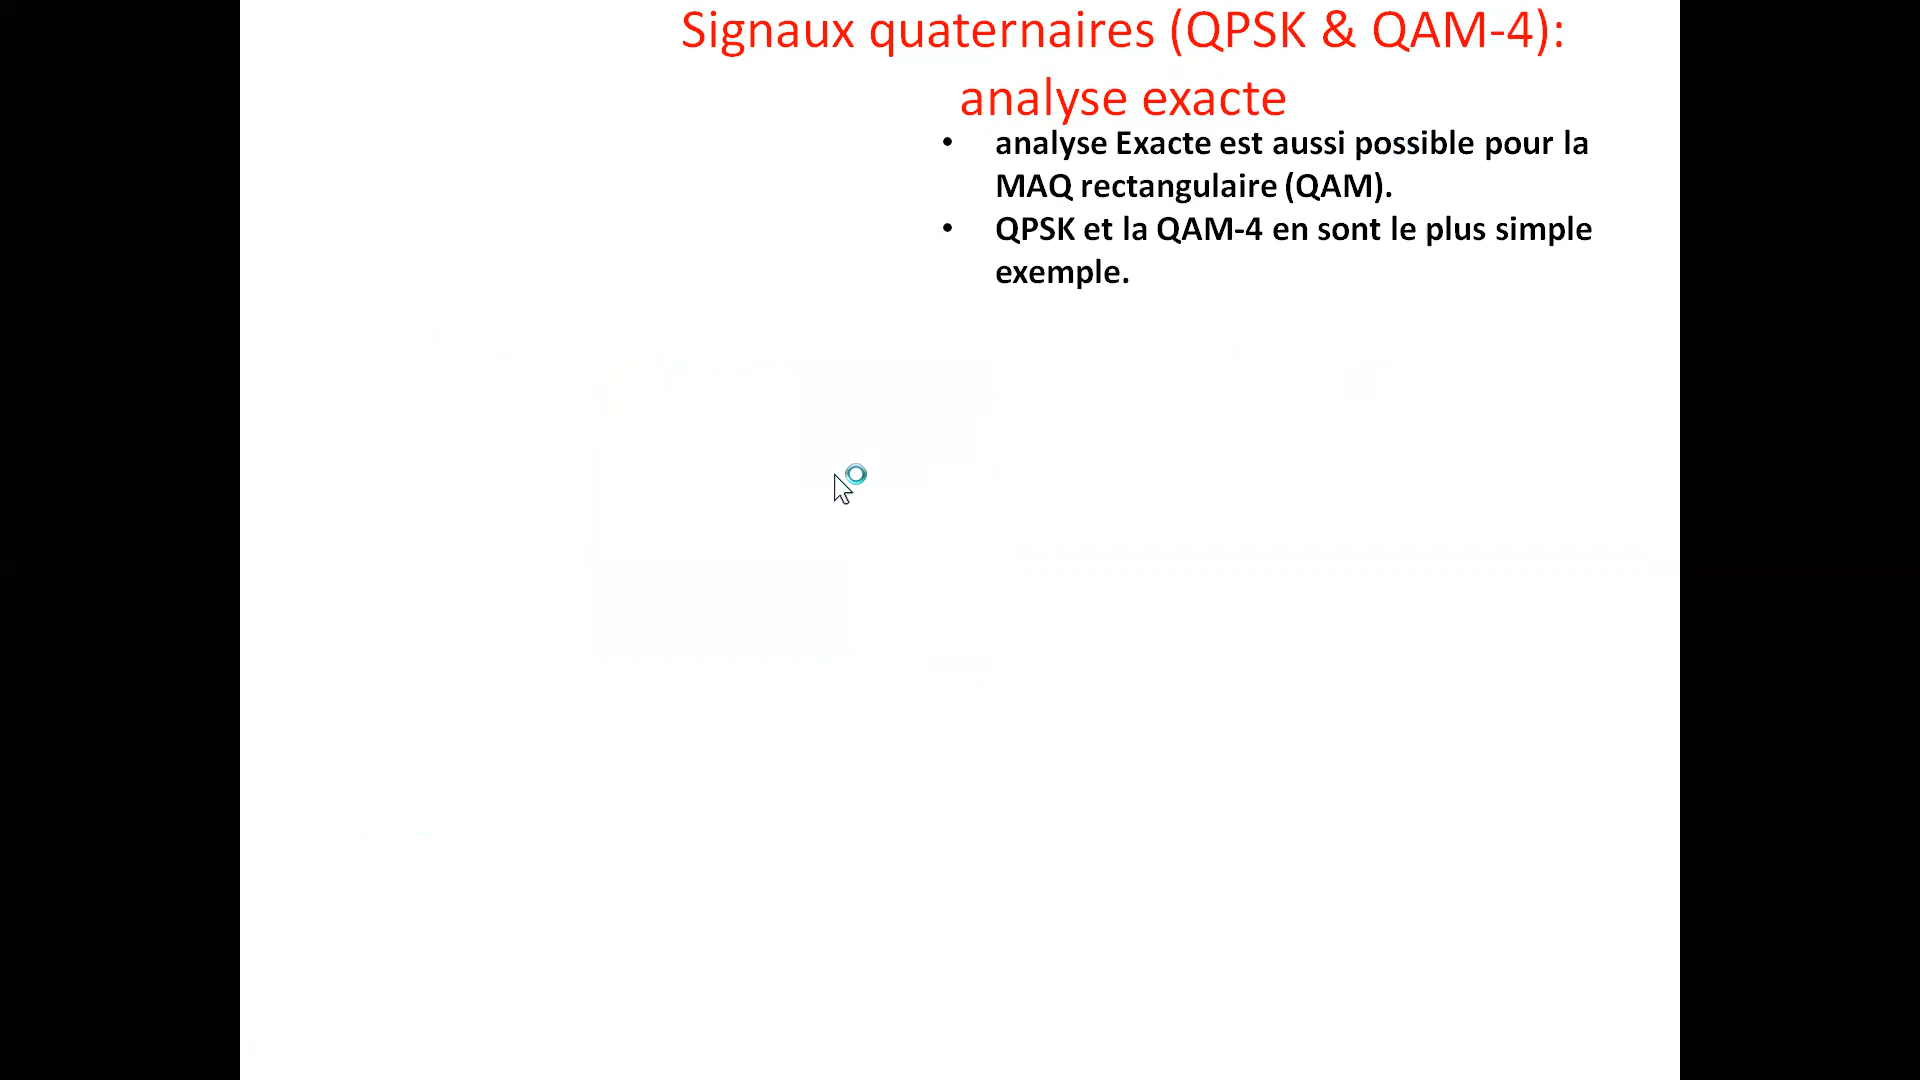 Signaux quaternaires (QPSK & QAM-4):
analyse exacte
• analyse Exacte est aussi possible pour la
MAQ rectangulaire (QAM).
• QPSK et la QAM-4 en sont le plus simple
exemple.